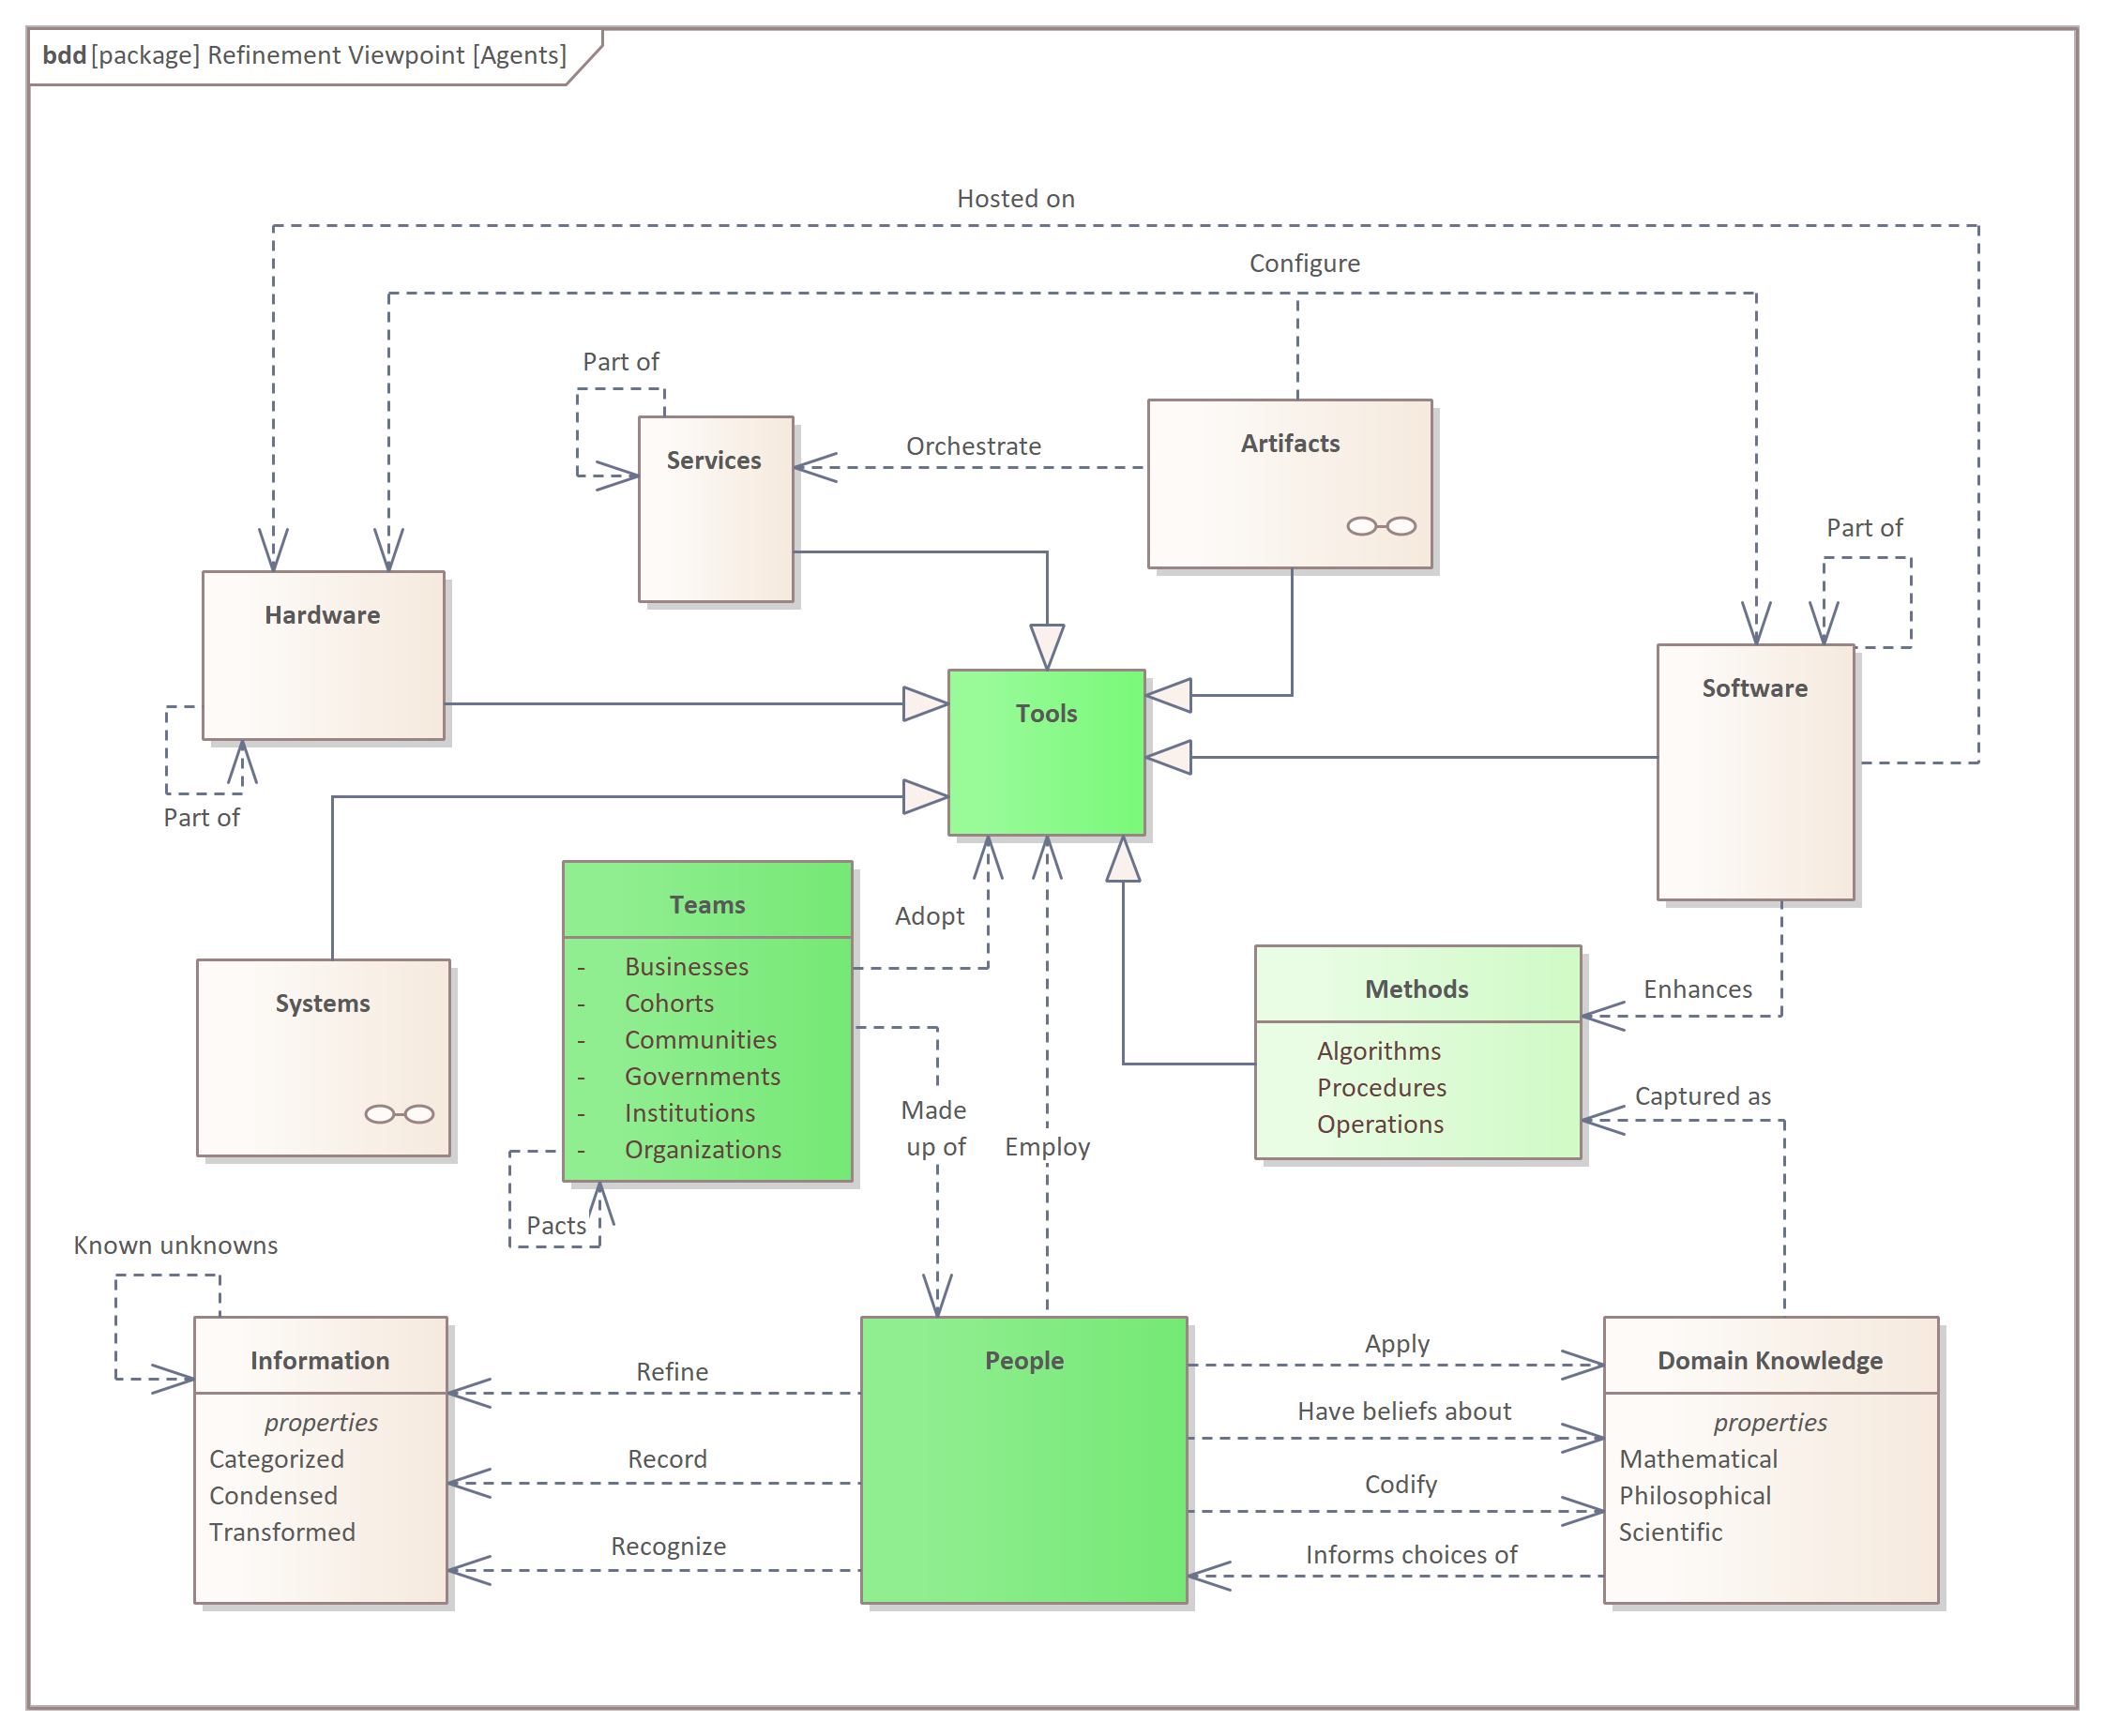 bdd [package] Refinement Viewpoint [Agents]
Hosted on
Configure
Part of
Services
Orchestrate
Artifacts
Part of
Hardware
Software
Tools
Part of
Teams
- Businesses
- Cohorts
- Communities
- Governments
- Institutions
- Organizations
Adopt
Systems
Methods
Algorithms
Procedures
Operations
Enhances
Captured as
Made
up of
Employ
Pacts
Known unknowns
Information
properties
Categorized
Condensed
Transformed
Refine
Record
Recognize
People
Apply
Have beliefs about
Codify
Informs choices of
Domain Knowledge
properties
Mathematical
Philosophical
Scientific